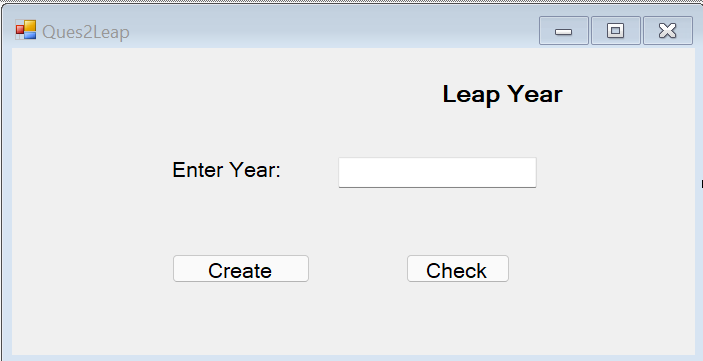 Ques2Leap
Leap Year
Enter Year:
Create Check